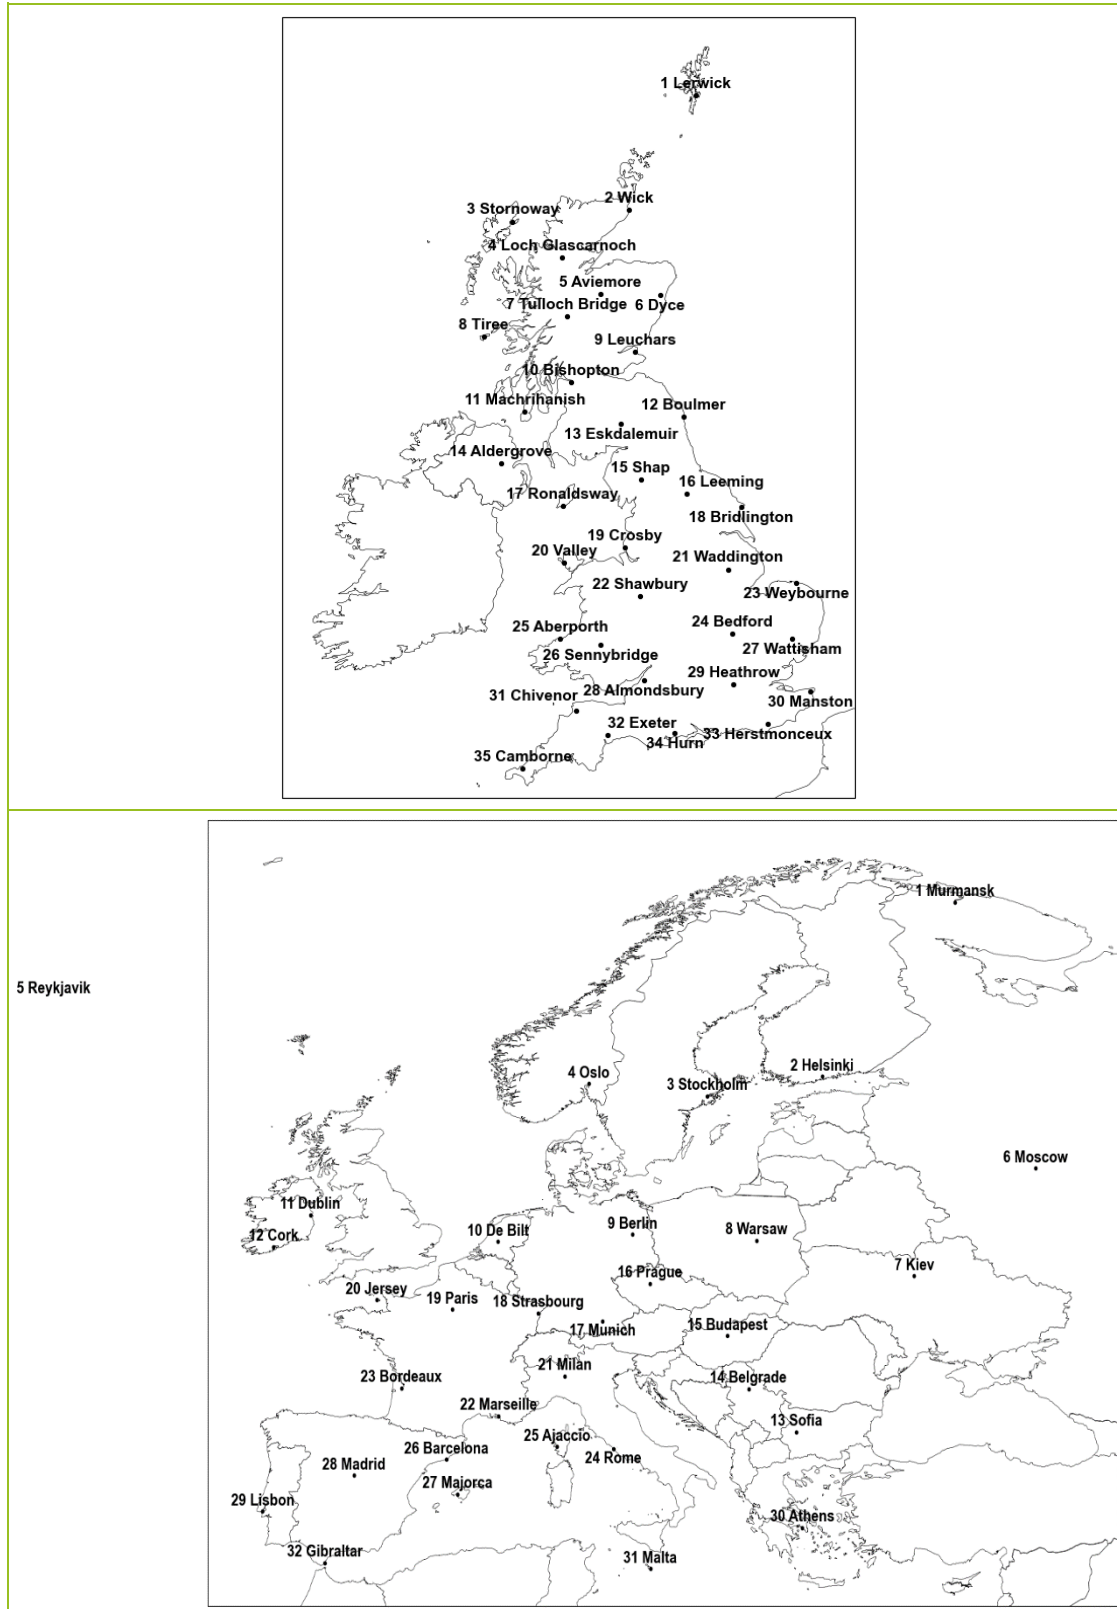 1 Lerwick
2 Wick
3 Stornoway
4 Loch Glascarnoch
5 Aviemore
7 Tulloch Bridge
6 Dyce
8 Tiree
9 Leuchars
10 Bishopton
11 Machrihanish
12 Boulmer
13 Eskdalemuir
14 Aldergrove
15 Shap
16 Leeming
17 Ronaldsway
18 Bridlington
19 Crosby
20 Valley
21 Waddington
22 Shawbury
23 Weybourne
24 Bedford
25 Aberporth
27 Wattisham
26 Sennybridge
29 Heathrow
28 Almondsbury
31 Chivenor
30 Manston
32 Exeter
33 Herstmonceux
34 Hurn
35 Camborne
1 Murmansk
5 Reykjavik
2 Helsinki
4 Oslo
3 Stockholm
6 Moscow
11 Dublin
9 Berlin
10 De Bilt
8 Warsaw
12 Cork
7 Kiev
16 Prague
20 Jersey
19 Paris
18 Strasbourg
15 Budapest
17 Munich
21 Milan
23 Bordeaux
14 Belgrade
22 Marseille
13 Sofia
25 Ajaccio
26 Barcelona
24 Rome
28 Madrid
27 Majorca
29 Lisbon
30 Athens
32 Gibraltar
31 Malta